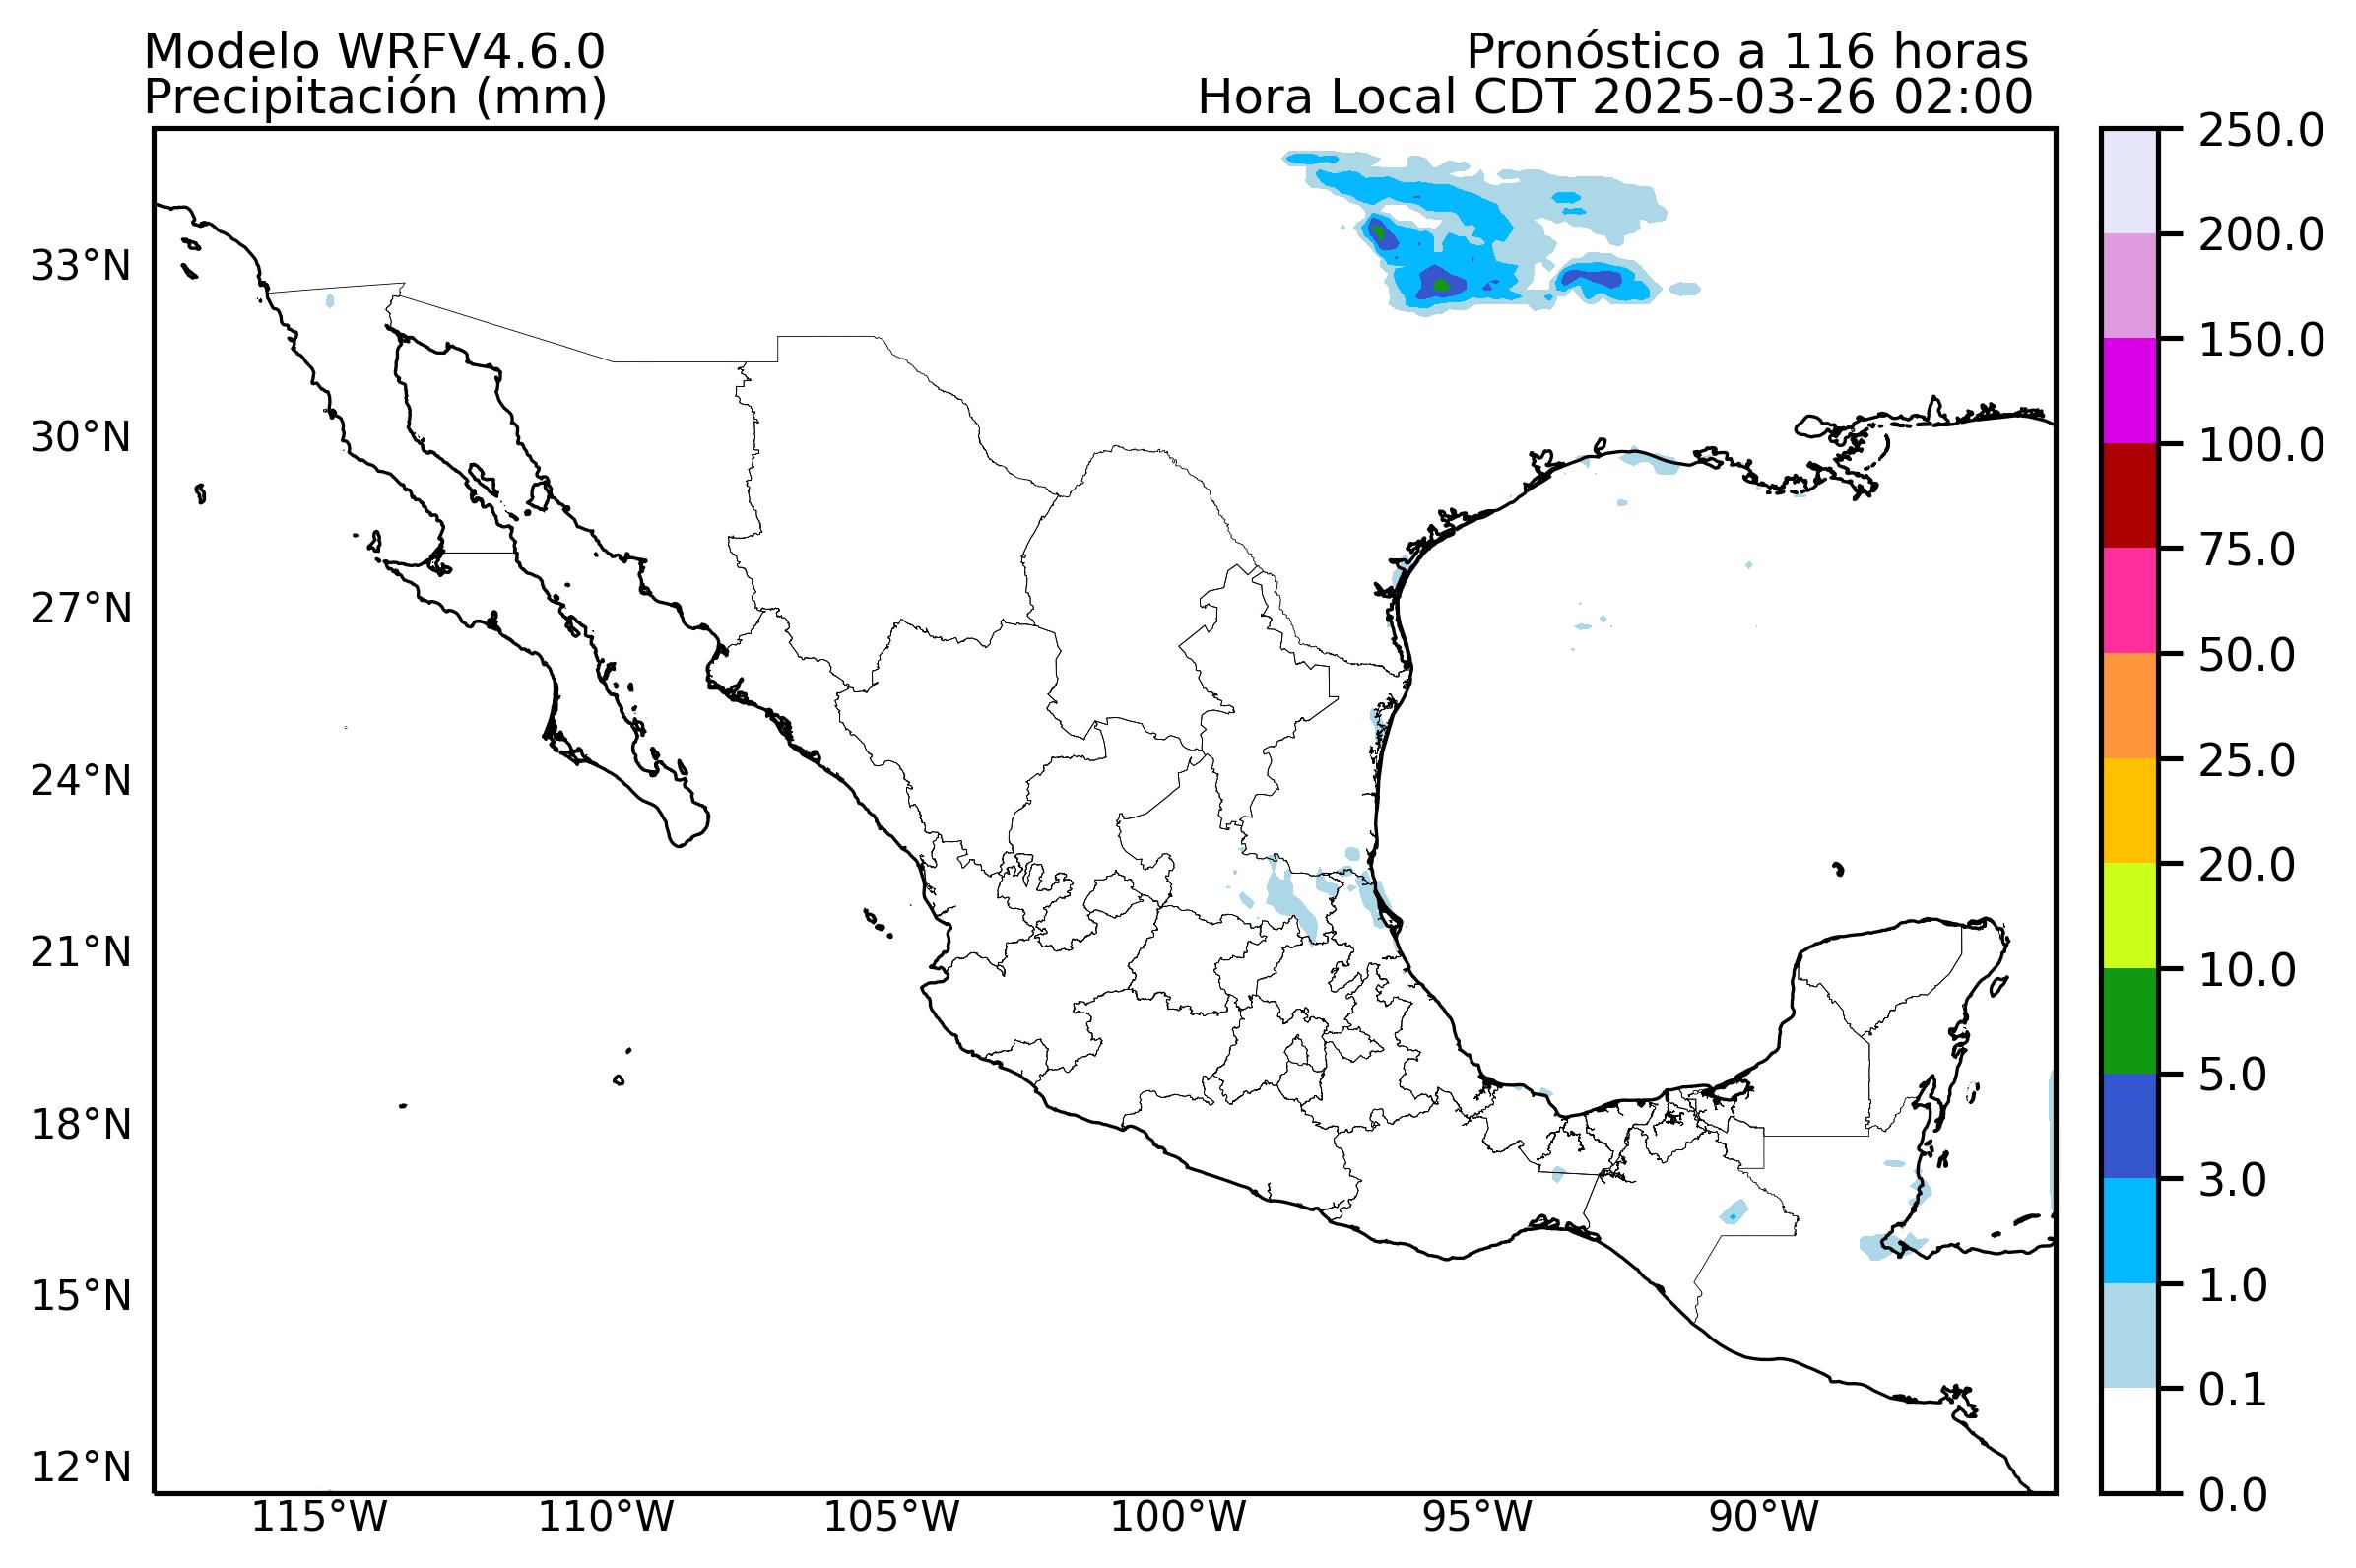 Modelo WRFV4.6.0
Precipitación (mm)
Pronóstico a 116 horas
Hora Local CDT 2025-03-26 02:00
33°N
30°N
27°N
24°N
21°N
18°N
15°N
12°N
115°W
110°W
105°W
100°W
95°W
90°W
250.0
200.0
150.0
100.0
75.0
50.0
25.0
20.0
10.0
5.0
3.0
1.0
0.1
0.0